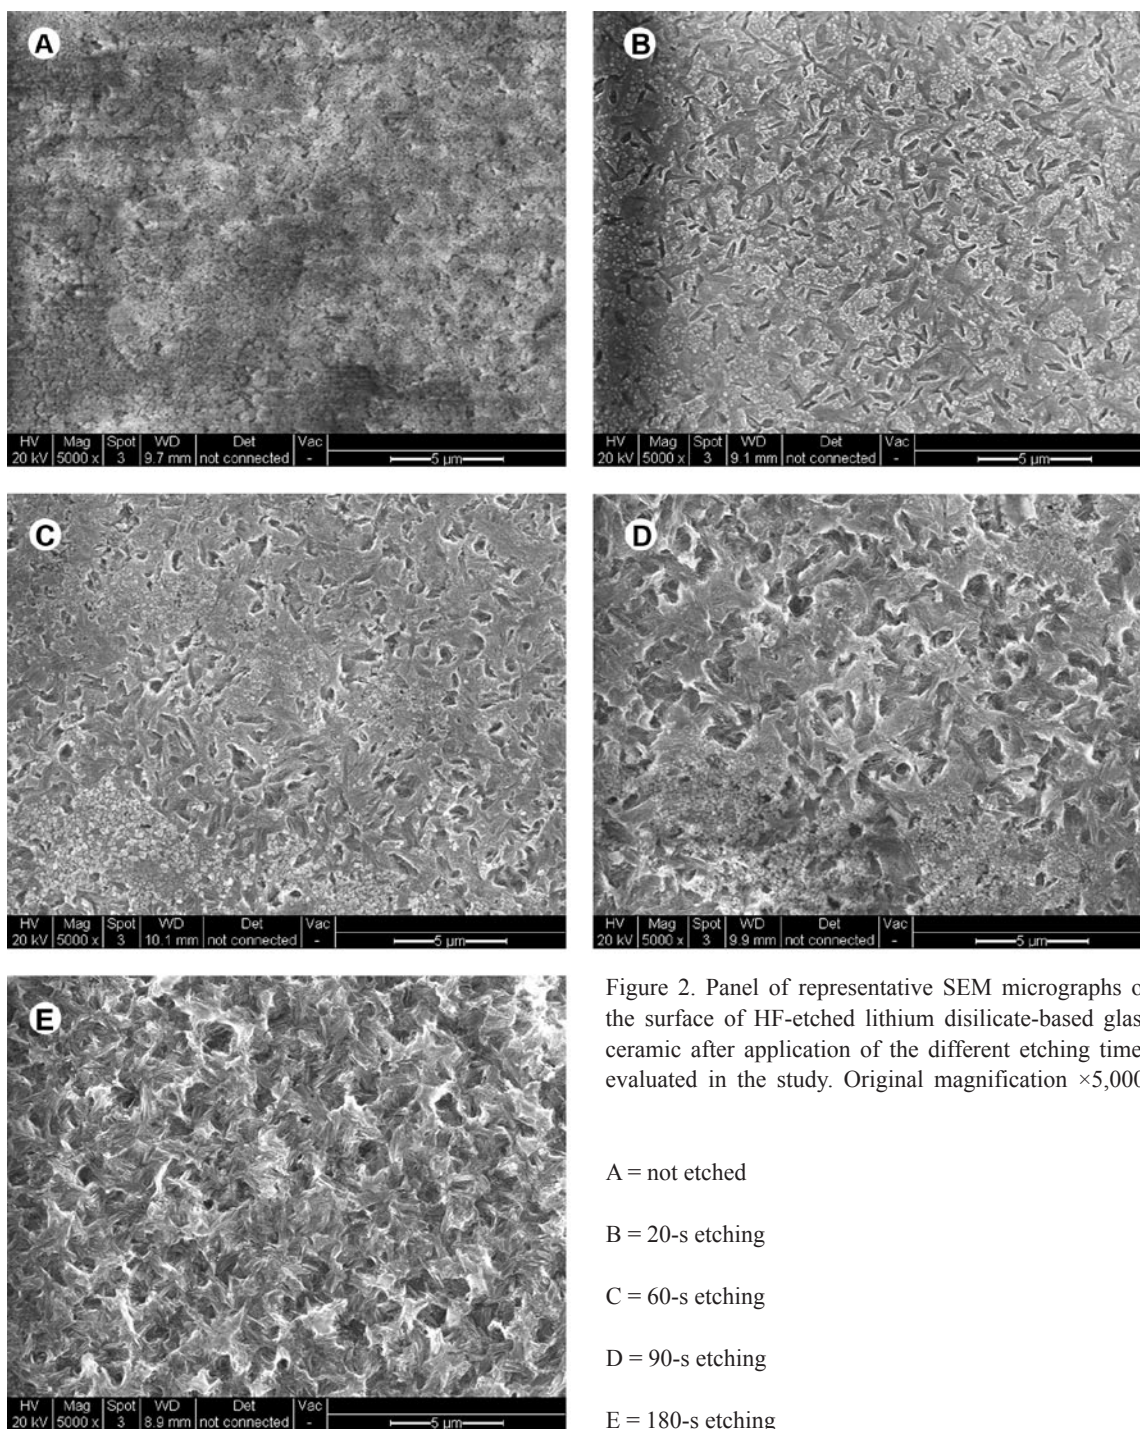 A
HV Mag Spot WD Det Vac
20 kV 5000 x 3 9.7 mm not connected - 5 µm
B
HV Mag Spot WD Det Vac
20 kV 5000 x 3 9.1 mm not connected - 5 µm
C
HV Mag Spot WD Det Vac
20 kV 5000 x 3 10.1 mm not connected - 5 µm
D
HV Mag Spot WD Det Vac
20 kV 5000 x 3 9.9 mm not connected - 5 µm
E
HV Mag Spot WD Det Vac
20 kV 5000 x 3 8.9 mm not connected - 5 µm
Figure 2. Panel of representative SEM micrographs o
the surface of HF-etched lithium disilicate-based glas
ceramic after application of the different etching time
evaluated in the study. Original magnification ×5,000
A = not etched
B = 20-s etching
C = 60-s etching
D = 90-s etching
E = 180-s etching